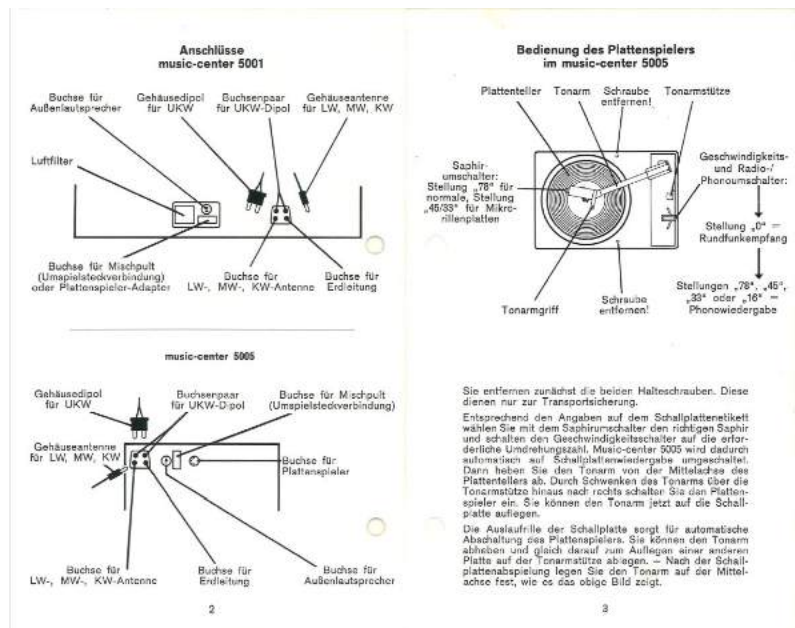 Anschlüsse
music-center 5001
Buchse für
Außenlautsprecher
Gehäusedipol
für UKW
Buchsenpaar
für UKW-Dipol
Gehäuseantenne
für LW, MW, KW
Luftfilter
Buchse für Mischpult
(Umspielsteckverbindung)
oder Plattenspieler-Adapter
Buchse für
LW-, MW-, KW-Antenne
Buchse für
Erdleitung
music-center 5005
Gehäusedipol
für UKW
Buchsenpaar
für UKW-Dipol
Buchse für Mischpult
(Umspielsteckverbindung)
Gehäuseantenne
für LW, MW, KW
Buchse für
Plattenspieler
Buchse für
LW-, MW-, KW-Antenne
Buchse für
Erdleitung
Buchse für
Außenlautsprecher
2
Bedienung des Plattenspielers
im music-center 5005
Plattenteller
Tonarm
Schraube
entfernen!
Tonarmstütze
Saphir-
umschalter:
Stellung „78" für
normale, Stellung
„45/33" für Mikro-
rillenplatten
Geschwindigkeits-
und Radio-/
Phonoumschalter:
Stellung „0" =
Rundfunkempfang
Stellungen „78", „45",
„33" oder „16" =
Phonowiedergabe
Tonarmgriff
Schraube
entfernen!
Sie entfernen zunächst die beiden Halteschrauben. Diese
dienen nur zur Transportsicherung.
Entsprechend den Angaben auf dem Schallplattenetikett
wählen Sie mit dem Saphirumschalter den richtigen Saphir
und schalten den Geschwindigkeitsschalter auf die erfor-
derliche Umdrehungszahl. Music-center 5005 wird dadurch
automatisch auf Schallplattenwiedergabe umgeschaltet.
Dann heben Sie den Tonarm von der Mittelachse des
Plattentellers ab. Durch Schwenken des Tonarms über die
Tonarmstütze hinaus nach rechts schalten Sie den Platten-
spieler ein. Sie können den Tonarm jetzt auf die Schall-
platte auflegen.
Die Auslaufrille der Schallplatte sorgt für automatische
Abschaltung des Plattenspielers. Sie können den Tonarm
abheben und gleich darauf zum Auflegen einer anderen
Platte auf der Tonarmstütze ablegen. – Nach der Schall-
plattenabspielung legen Sie den Tonarm auf der Mittel-
achse fest, wie es das obige Bild zeigt.
3